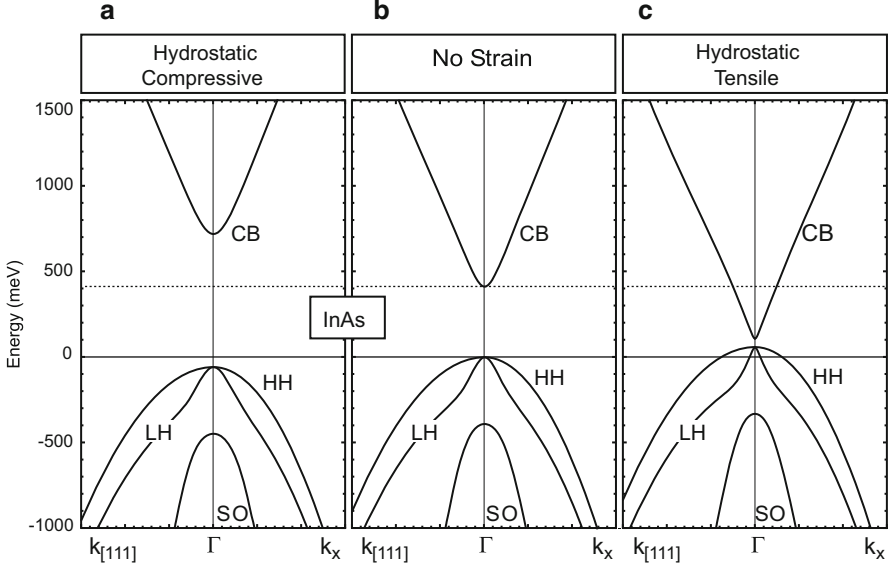 a
b
c
Hydrostatic
Compressive
No Strain
Hydrostatic
Tensile
Energy (meV)
1500
1000
500
0
-500
-1000
CB
HH
LH
SO
CB
HH
LH
SO
CB
HH
LH
SO
InAs
k[111]
Γ
kx
k[111]
Γ
kx
k[111]
Γ
kx